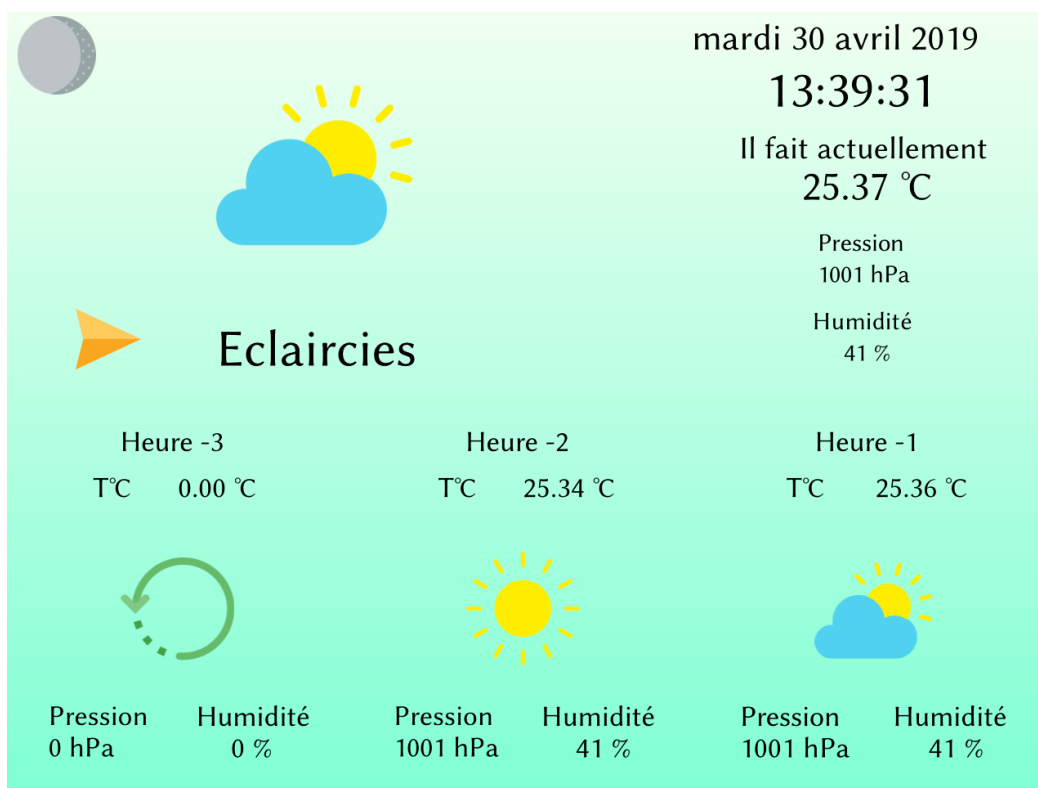 mardi 30 avril 2019
13:39:31
Il fait actuellement
25.37 ℃
Pression
1001 hPa
Humidité
41 %
Eclaircies
Heure -3
T℃ 0.00 ℃
Pression Humidité
0 hPa 0 %
Heure -2
T℃ 25.34 ℃
Pression Humidité
1001 hPa 41 %
Heure -1
T℃ 25.36 ℃
Pression Humidité
1001 hPa 41 %